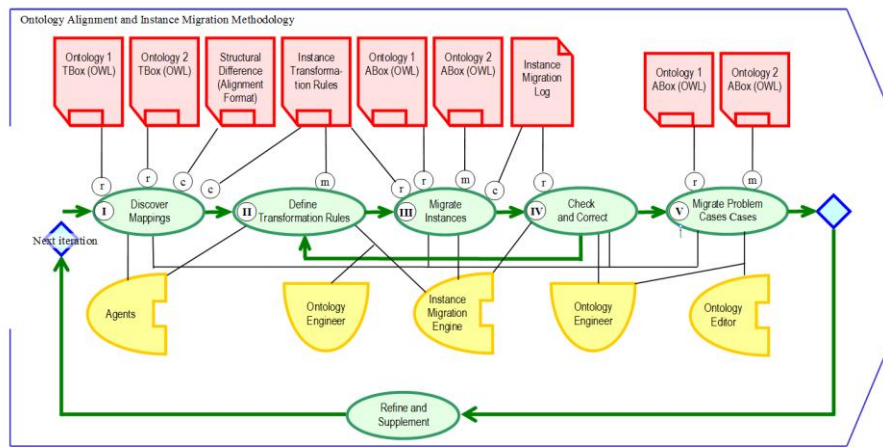 Ontology Alignment and Instance Migration Methodology
Ontology 1
TBox (OWL)
Ontology 2
TBox (OWL)
Structural
Difference
(Alignment
Format)
Instance
Transforma-
tion Rules
Ontology 1
ABox (OWL)
Ontology 2
ABox (OWL)
Instance
Migration
Log
Ontology 1
ABox (OWL)
Ontology 2
ABox (OWL)
r
r
c
c
m
r
r
m
c
r
r
m
I
Discover
Mappings
II
Define
Transformation Rules
III
Migrate
Instances
IV
Check
and Correct
V
Migrate Problem
Cases Cases
Next iteration
Agents
Ontology
Engineer
Instance
Migration
Engine
Ontology
Engineer
Ontology
Editor
Refine and
Supplement